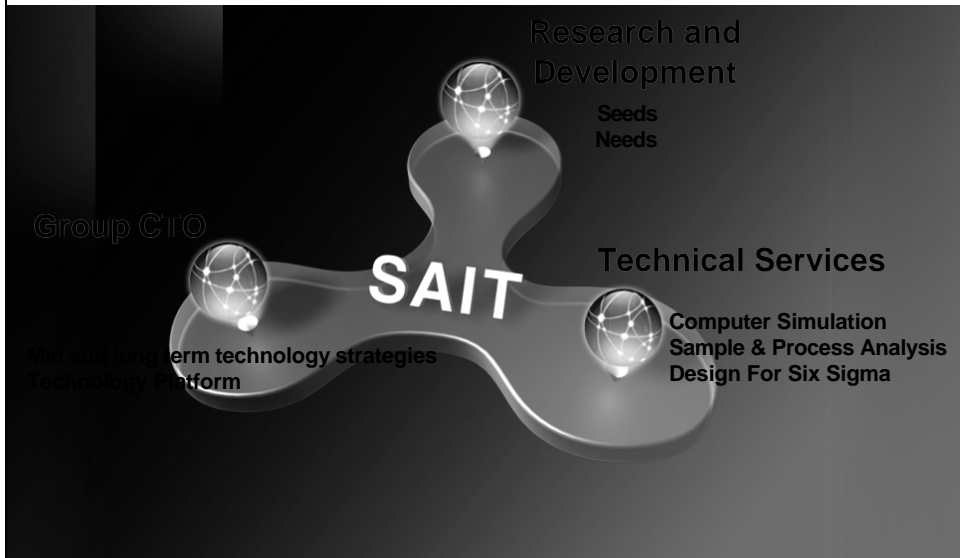 Research and
Development
Seeds
Needs
Group CTO
SAIT
Technical Services
Computer Simulation
Sample & Process Analysis
Design For Six Sigma
Mid and long term technology strategies
Technology Platform